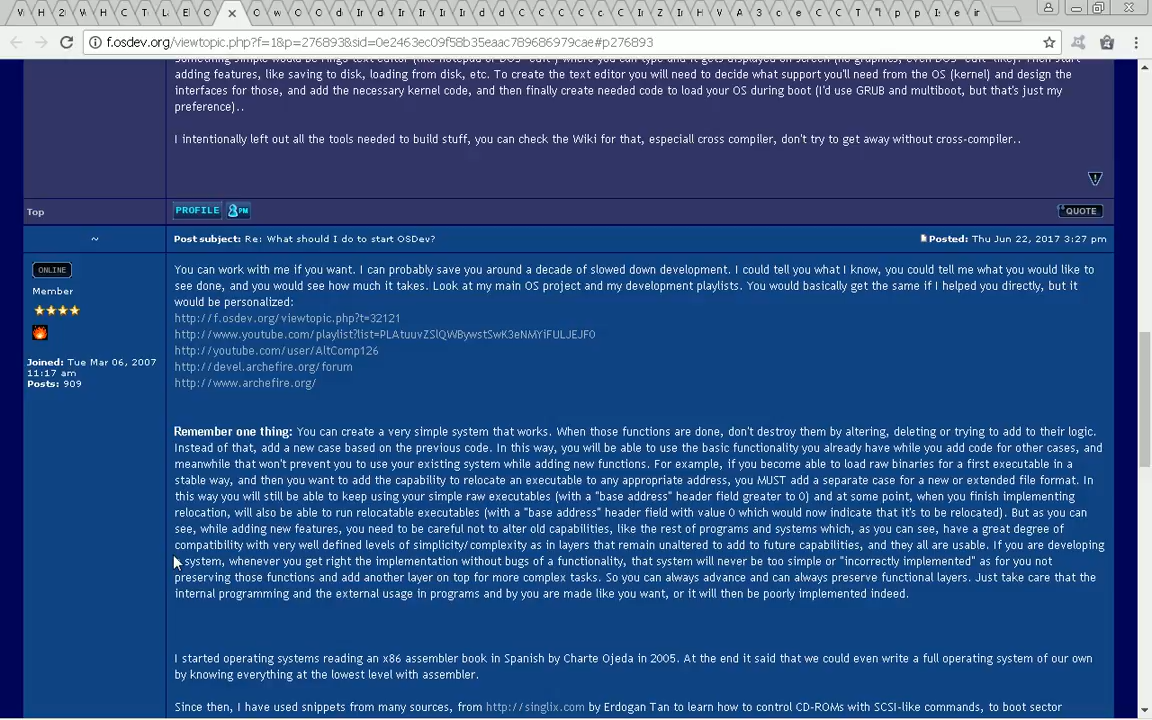 f.osdev.org/viewtopic.php?f=1&p=276893&sid=0e2463ec09f58b35eaac789686979cae#p276893
adding features, like saving to disk, loading from disk, etc. To create the text editor you will need to decide what support you'll need from the OS (kernel) and design the
interfaces for those, and add the necessary kernel code, and then finally create needed code to load your OS during boot (I'd use GRUB and multiboot, but that's just my
preference)..
I intentionally left out all the tools needed to build stuff, you can check the Wiki for that, especiall cross compiler, don't try to get away without cross-compiler..
Top
PROFILE
PM
QUOTE
~
Post subject: Re: What should I do to start OSDev?
Posted: Thu Jun 22, 2017 3:27 pm
ONLINE
Member
Joined: Tue Mar 06, 2007
11:17 am
Posts: 909
You can work with me if you want. I can probably save you around a decade of slowed down development. I could tell you what I know, you could tell me what you would like to
see done, and you would see how much it takes. Look at my main OS project and my development playlists. You would basically get the same if I helped you directly, but it
would be personalized:
http://f.osdev.org/viewtopic.php?t=32121
http://www.youtube.com/playlist?list=PLAtuuvZSlQWBywstSwK3eNMYiFULJEJF0
http://youtube.com/user/AltComp126
http://devel.archefire.org/forum
http://www.archefire.org/
Remember one thing: You can create a very simple system that works. When those functions are done, don't destroy them by altering, deleting or trying to add to their logic.
Instead of that, add a new case based on the previous code. In this way, you will be able to use the basic functionality you already have while you add code for other cases, and
meanwhile that won't prevent you to use your existing system while adding new functions. For example, if you become able to load raw binaries for a first executable in a
stable way, and then you want to add the capability to relocate an executable to any appropriate address, you MUST add a separate case for a new or extended file format. In
this way you will still be able to keep using your simple raw executables (with a "base address" header field greater to 0) and at some point, when you finish implementing
relocation, will also be able to run relocatable executables (with a "base address" header field with value 0 which would now indicate that it's to be relocated). But as you can
see, while adding new features, you need to be careful not to alter old capabilities, like the rest of programs and systems which, as you can see, have a great degree of
compatibility with very well defined levels of simplicity/complexity as in layers that remain unaltered to add to future capabilities, and they all are usable. If you are developing
system, whenever you get right the implementation without bugs of a functionality, that system will never be too simple or "incorrectly implemented" as for you not
preserving those functions and add another layer on top for more complex tasks. So you can always advance and can always preserve functional layers. Just take care that the
internal programming and the external usage in programs and by you are made like you want, or it will then be poorly implemented indeed.
I started operating systems reading an x86 assembler book in Spanish by Charte Ojeda in 2005. At the end it said that we could even write a full operating system of our own
by knowing everything at the lowest level with assembler.
Since then, I have used snippets from many sources, from http://singlix.com by Erdogan Tan to learn how to control CD-ROMs with SCSI-like commands, to boot sector